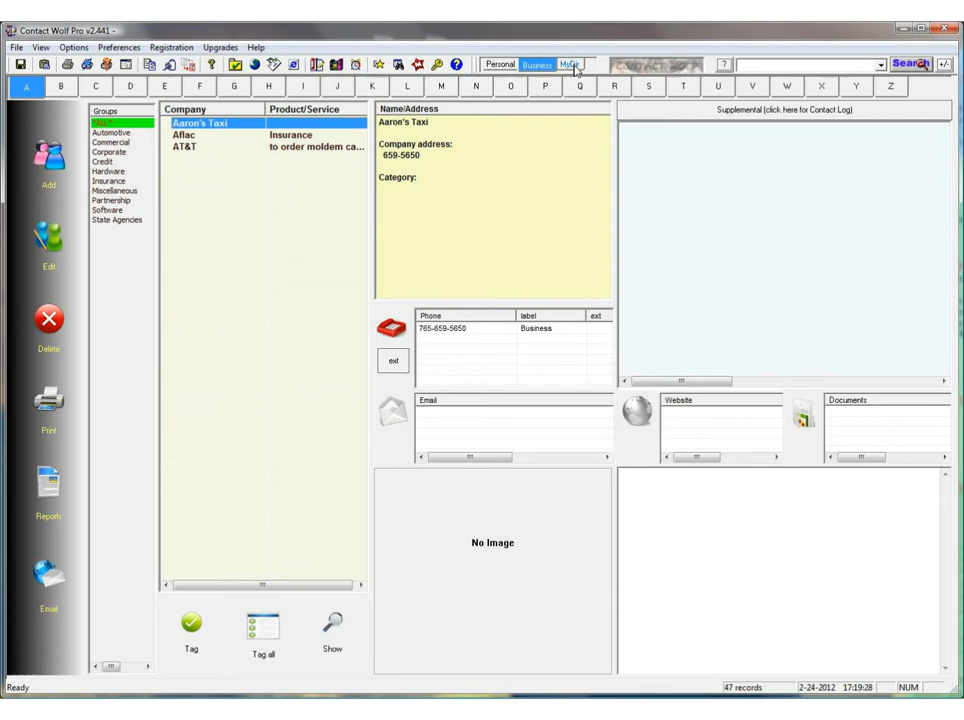 Contact Wolf Pro v2.441 -
File View Options Preferences Registration Upgrades Help
Personal Business ? Search +/-
A B C D E F G H I J K L M N O P Q R S T U V W X Y Z
Groups
Automotive
Commercial
Corporate
Credit
Hardware
Insurance
Miscellaneous
Partnership
Software
State Agencies
Add
Edit
Delete
Print
Reports
Email
Company Product/Service
Aaron's Taxi
Aflac Insurance
AT&T to order moldem ca...
Tag
Tag all
Show
Name/Address
Aaron's Taxi
Company address:
659-5650
Category:
Phone label ext
765-659-5650 Business
ext
Email
No Image
Supplemental (click here for Contact Log)
Website
Documents
Ready 47 records 2-24-2012 17:19:28 NUM